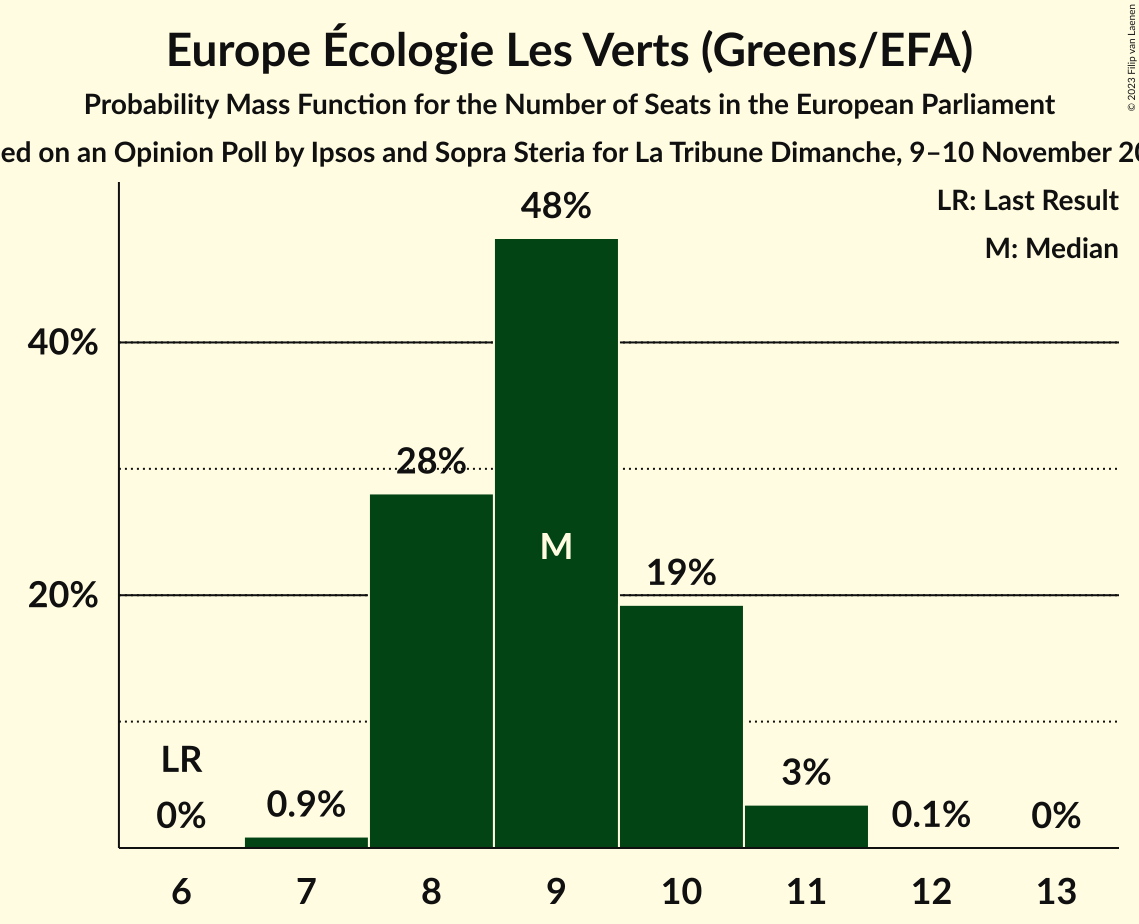 Europe Écologie Les Verts (Greens/EFA)
Probability Mass Function for the Number of Seats in the European Parliament
on an Opinion Poll by Ipsos and Sopra Steria for La Tribune Dimanche, 9–10 November
© 2023 Filip van Laenen
LR: Last Result
M: Median
48%
40%
28%
M
20%
19%
LR
0%
0.9%
3%
0.1%
0%
6 7 8 9 10 11 12 13